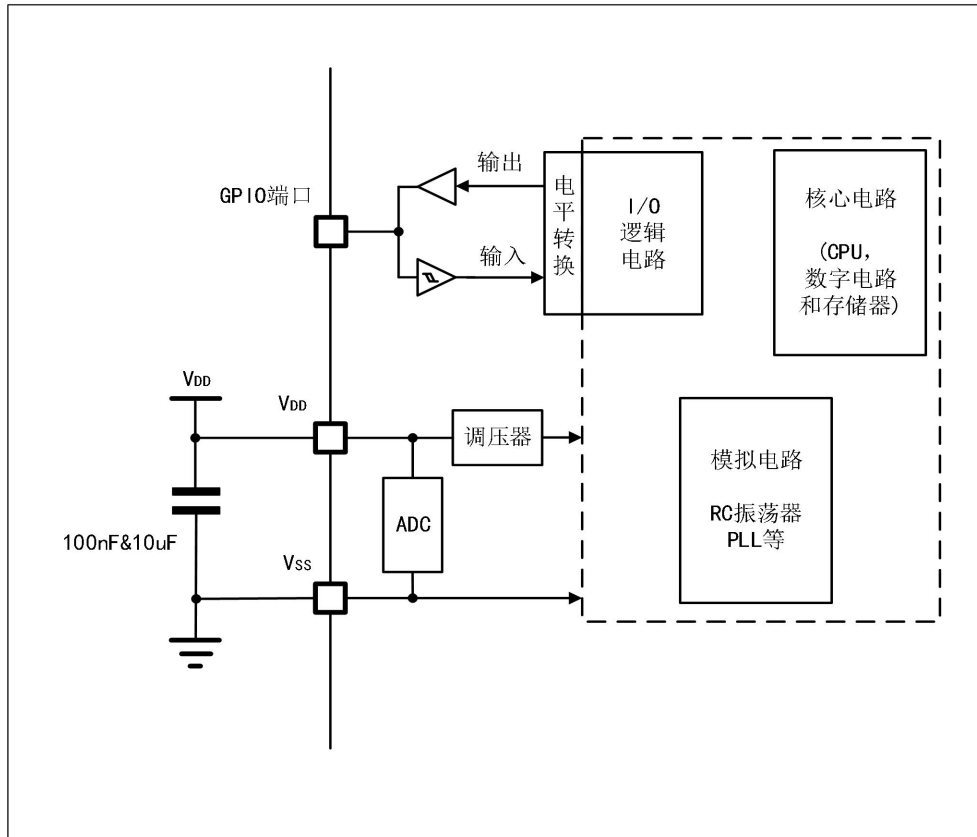 GPIO端口
输出
输入
电平转换
I/O
逻辑
电路
核心电路
(CPU，
数字电路
和存储器)
VDD
VDD
调压器
ADC
100nF&10uF
VSS
模拟电路
RC振荡器
PLL等